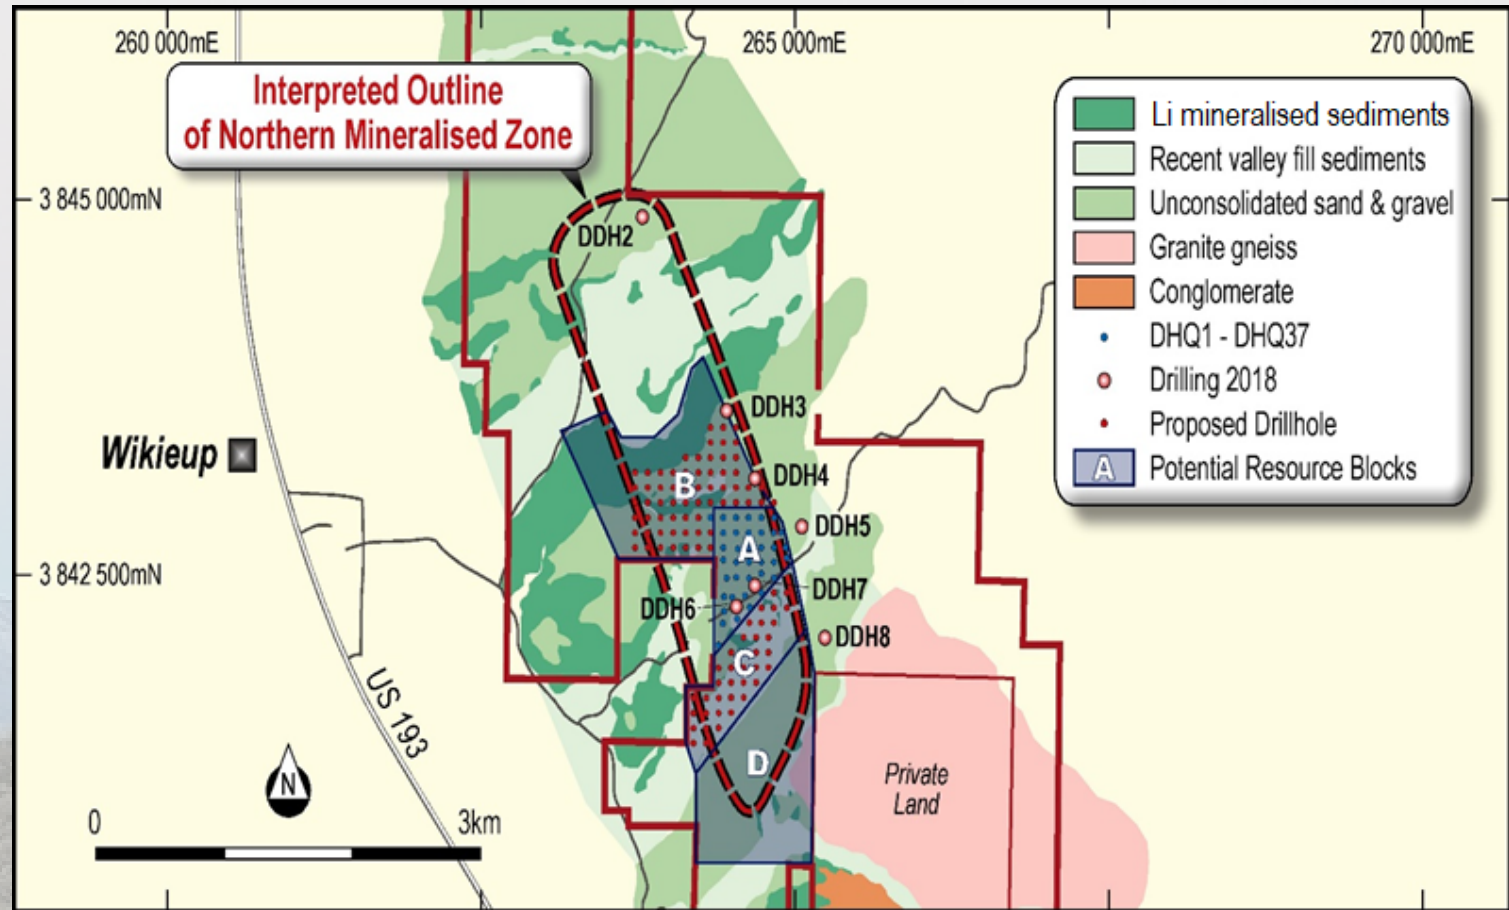 260 000mE
265 000mE
270 000mE
Interpreted Outline
of Northern Mineralised Zone
Li mineralised sediments
Recent valley fill sediments
Unconsolidated sand & gravel
Granite gneiss
Conglomerate
DHQ1 - DHQ37
Drilling 2018
Proposed Drillhole
A Potential Resource Blocks
3 845 000mN
DDH2
DDH3
Wikieup
B
DDH4
DDH5
A
3 842 500mN
DDH7
DDH6
DDH8
C
US 193
D
Private
Land
N
0
3km